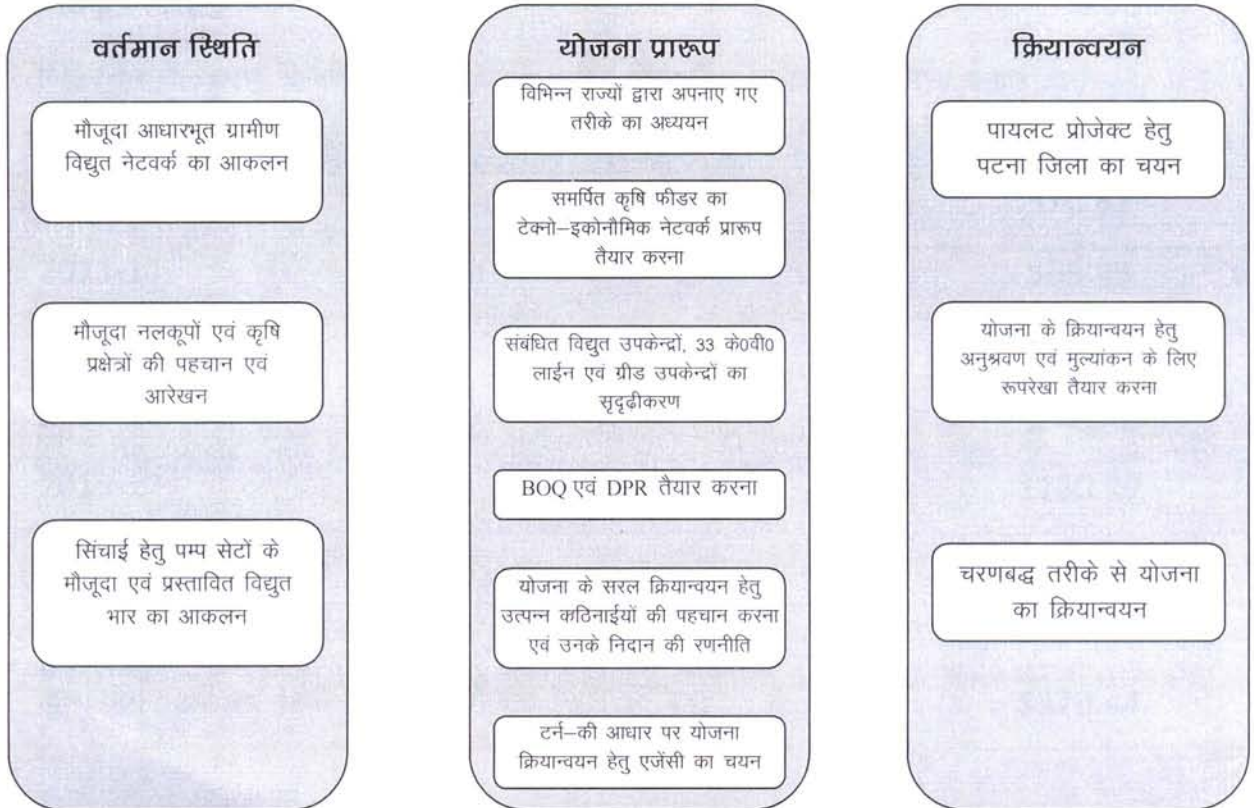 वर्तमान स्थिति
मौजूदा आधारभूत ग्रामीण
विद्युत नेटवर्क का आकलन
मौजूदा नलकूपों एवं कृषि
प्रक्षेत्रों की पहचान एवं
आरेखन
सिंचाई हेतु पम्प सेटों के
मौजूदा एवं प्रस्तावित विद्युत
भार का आकलन
योजना प्रारूप
विभिन्न राज्यों द्वारा अपनाए गए
तरीके का अध्ययन
समर्पित कृषि फीडर का
टेक्नो–इकोनौमिक नेटवर्क प्रारूप
तैयार करना
संबंधित विद्युत उपकेन्द्रों, 33 के0वी0
लाईन एवं ग्रीड उपकेन्द्रों का
सृदृढ़ीकरण
BOQ एवं DPR तैयार करना
योजना के सरल क्रियान्वयन हेतु
उत्पन्न कठिनाईयों की पहचान करना
एवं उनके निदान की रणनीति
टर्न–की आधार पर योजना
क्रियान्वयन हेतु एजेंसी का चयन
क्रियान्वयन
पायलट प्रोजेक्ट हेतु
पटना जिला का चयन
योजना के क्रियान्वयन हेतु
अनुश्रवण एवं मुल्यांकन के लिए
रूपरेखा तैयार करना
चरणबद्ध तरीके से योजना
का क्रियान्वयन